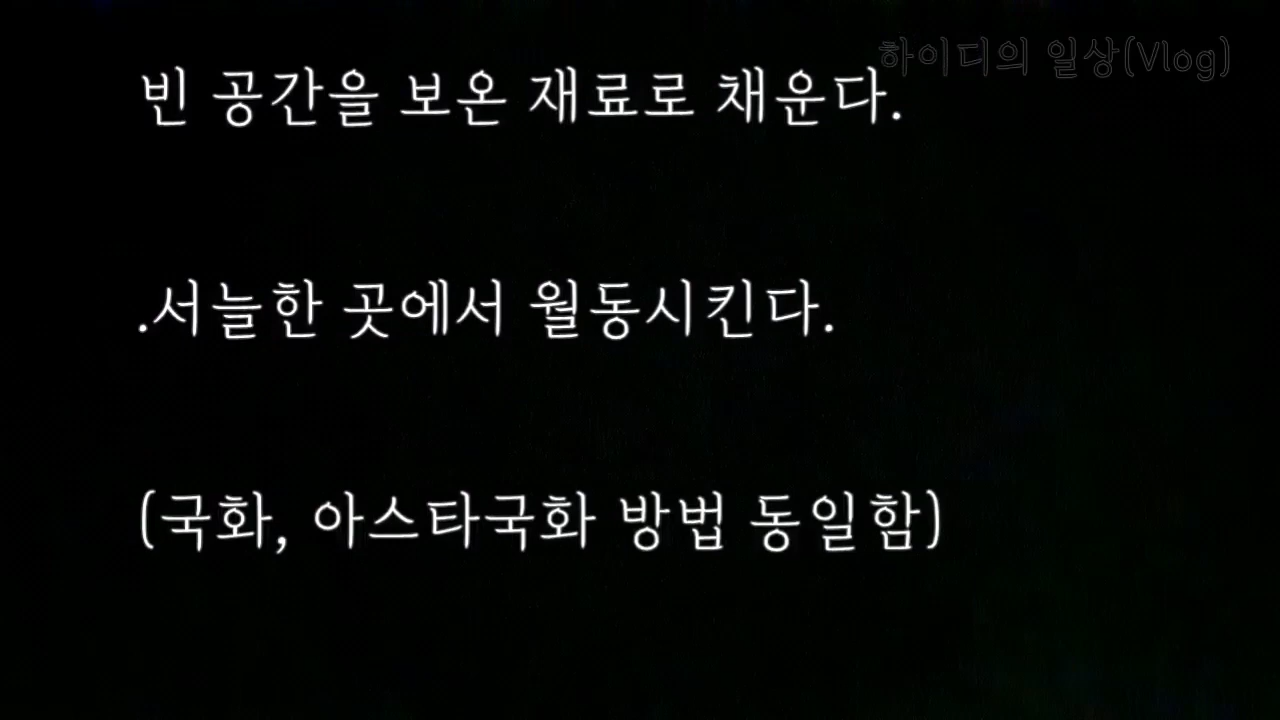 하이디의 일상(Vlog)
빈 공간을 보온 재료로 채운다.
.서늘한 곳에서 월동시킨다.
(국화, 아스타국화 방법 동일함)